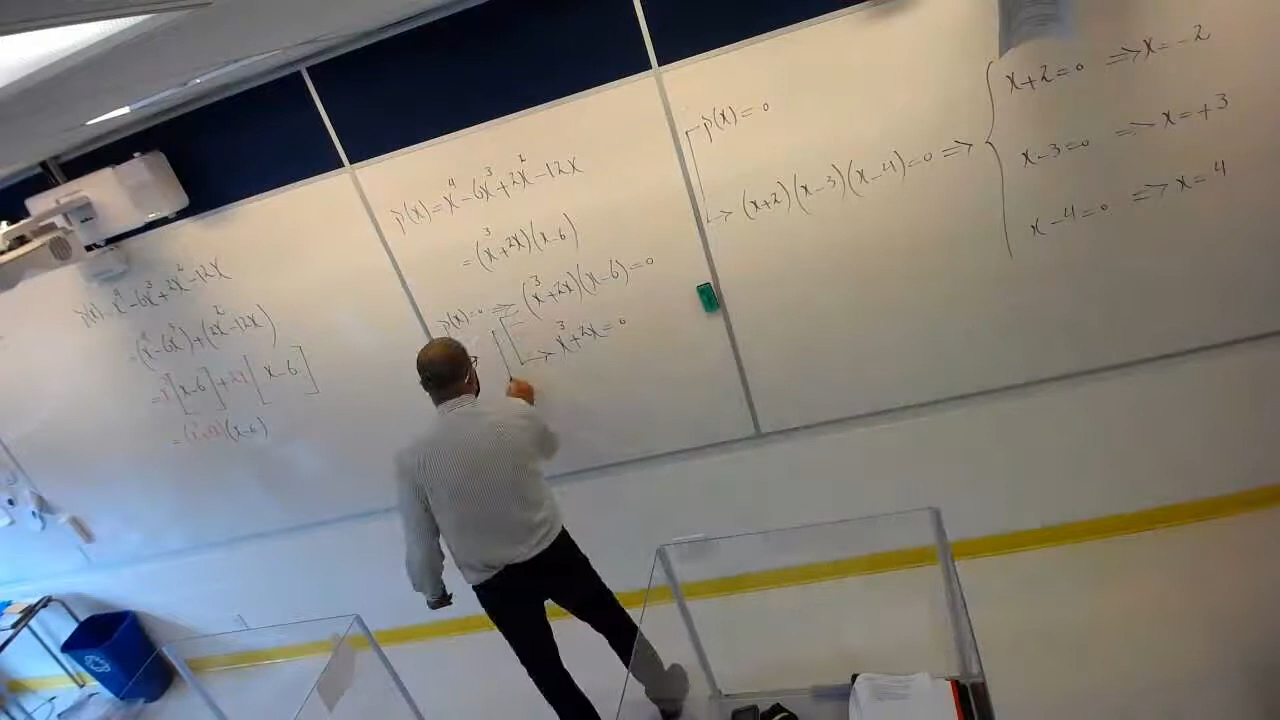 p(x) = x⁴ - 6x³ + 2x² - 12x
= (x⁴ - 6x³) + (2x² - 12x)
= x³[x - 6] + 2x[x - 6]
= (x³+2x)(x-6)
p(x) = x⁴ - 6x³ + 2x² - 12x
= (x³ + 2x)(x - 6)
p(x) = 0 => (x³ + 2x)(x - 6) = 0
→ x³ + 2x = 0
p(x) = 0
→ (x+2)(x-3)(x-4) = 0 =>
x + 2 = 0 => x = -2
x - 3 = 0 => x = +3
x - 4 = 0 => x = 4